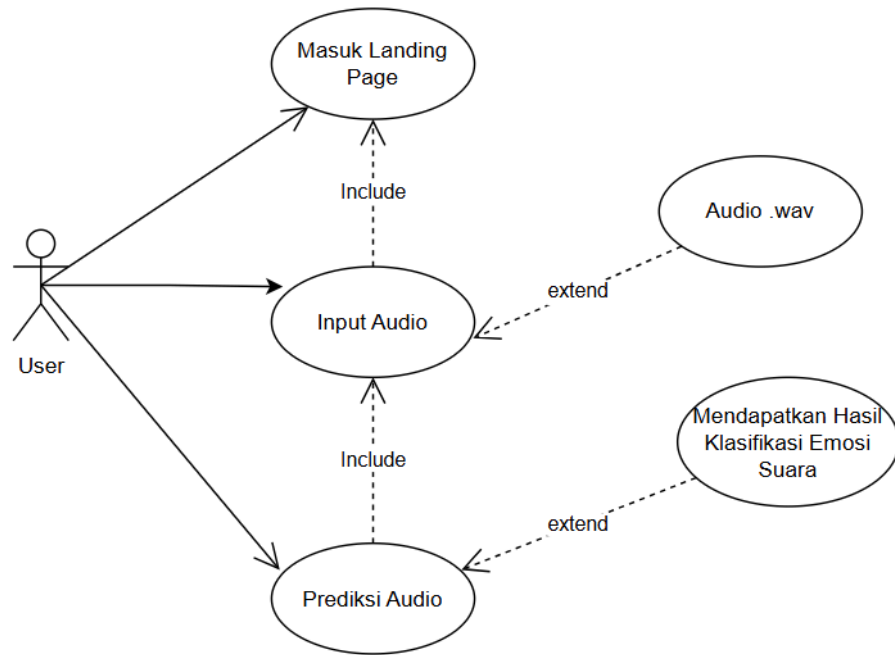 Masuk Landing
Page
Include
Audio .wav
extend
Input Audio
User
Mendapatkan Hasil
Klasifikasi Emosi
Suara
Include
extend
Prediksi Audio